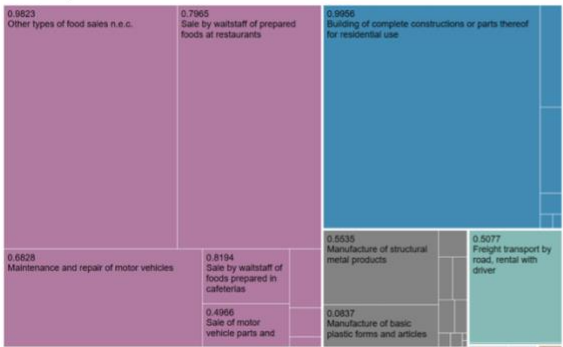 0.9823
Other types of food sales n.e.c.
0.7965
Sale by waitstaff of prepared
foods at restaurants
0.9956
Building of complete constructions or parts thereof
for residential use
0.6828
Maintenance and repair of motor vehicles
0.8194
Sale by waitstaff of
foods prepared in
cafeterias
0.4966
Sale of motor
vehicle parts and
0.5535
Manufacture of structural
metal products
0.0837
Manufacture of basic
plastic forms and articles
0.5077
Freight transport by
road, rental with
driver